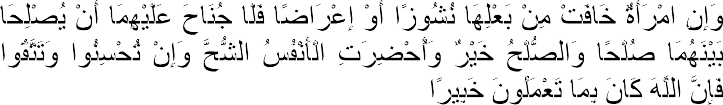 وَإِنِ امْرَأَةٌ خَافَتْ مِنْ بَعْلِهَا نُشُوزًا أَوْ إِعْرَاضًا فَلَا جُنَاحَ عَلَيْهِمَا أَنْ يُصْلِحَا
بَيْنَهُمَا صُلْحًا وَالصُّلْحُ خَيْرٌ وَأُحْضِرَتِ الْأَنْفُسُ الشُّحَّ وَإِنْ تُحْسِنُوا وَتَتَّقُوا
فَإِنَّ اللَّهَ كَانَ بِمَا تَعْمَلُونَ خَبِيرًا